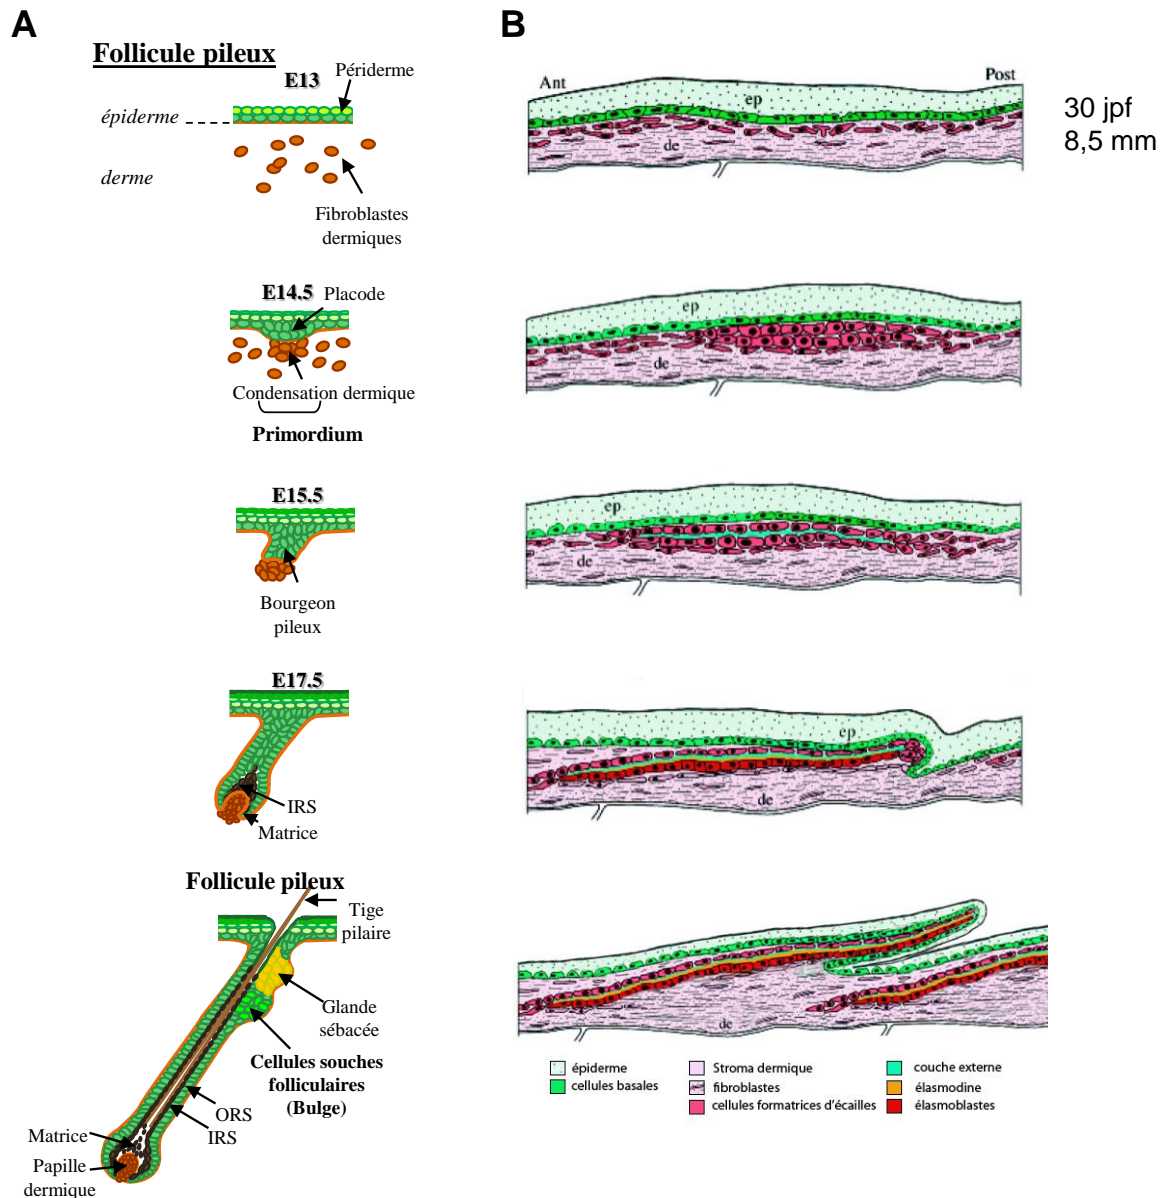 A
Follicule pileux
E13
Périderme
épiderme
derme
Fibroblastes
dermiques
E14.5
Placode
Condensation dermique
Primordium
E15.5
Bourgeon
pileux
E17.5
IRS
Matrice
Follicule pileux
Tige
pilaire
Glande
sébacée
Cellules souches
folliculaires
(Bulge)
ORS
IRS
Matrice
Papille
dermique
B
Ant
Post
ep
de
30 jpf
8,5 mm
ep
de
ep
de
ep
de
de
épiderme
cellules basales
Stroma dermique
fibroblastes
cellules formatrices d'écailles
couche externe
élasmodine
élasmoblastes